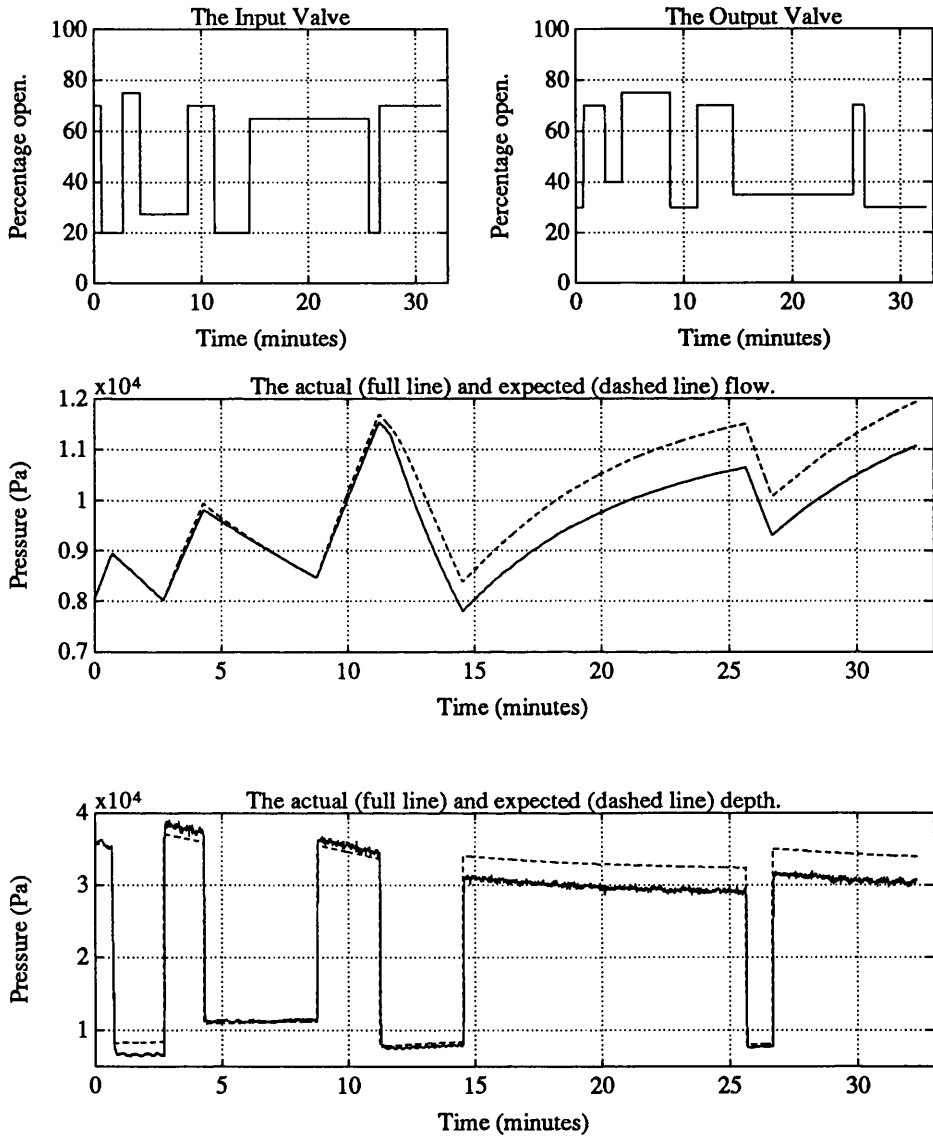 The Input Valve
100
80
60
40
20
0
Percentage open.
0 10 20 30
Time (minutes)
The Output Valve
100
80
60
40
20
0
Percentage open.
0 10 20 30
Time (minutes)
x10⁴
The actual (full line) and expected (dashed line) flow.
1.2
1.1
1
0.9
0.8
0.7
Pressure (Pa)
0 5 10 15 20 25 30
Time (minutes)
x10⁴
The actual (full line) and expected (dashed line) depth.
4
3
2
1
Pressure (Pa)
0 5 10 15 20 25 30
Time (minutes)